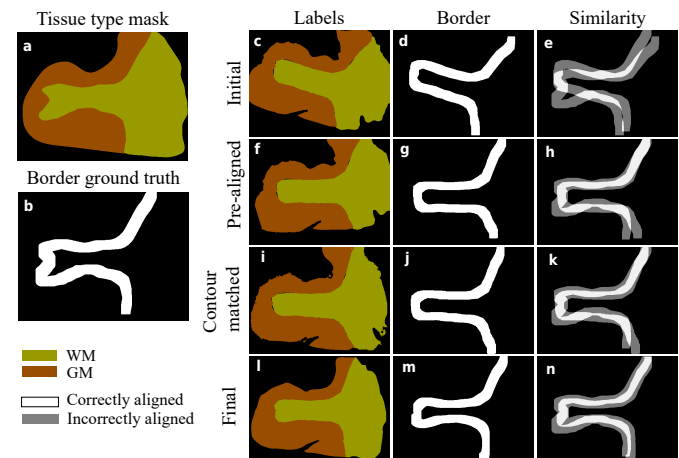 Tissue type mask
a
Border ground truth
b
WM
GM
Correctly aligned
Incorrectly aligned
Labels Border Similarity
Initial
c d e
Pre-aligned
f g h
Contour
matched
i j k
Final
l m n